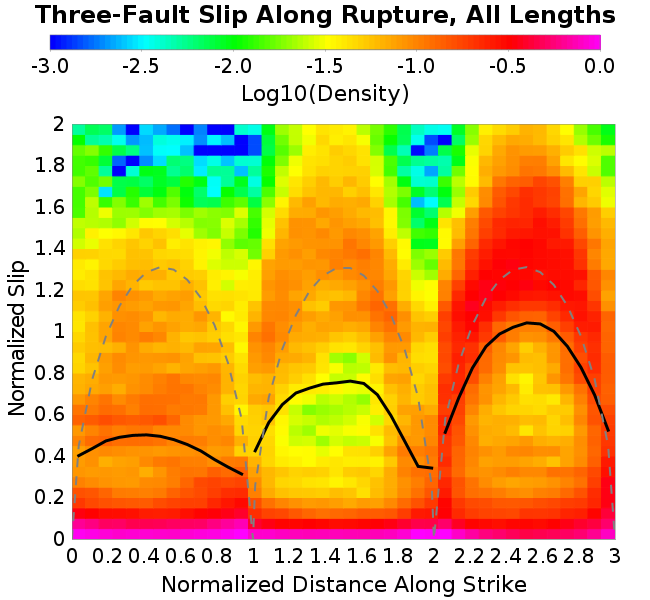 Three-Fault Slip Along Rupture, All Lengths
-3.0 -2.5 -2.0 -1.5 -1.0 -0.5 0.0
Log10(Density)
2
1.8
1.6
1.4
1.2
1
0.8
0.6
0.4
0.2
0
Normalized Slip
0 0.2 0.4 0.6 0.8 1 1.2 1.4 1.6 1.8 2 2.2 2.4 2.6 2.8 3
Normalized Distance Along Strike